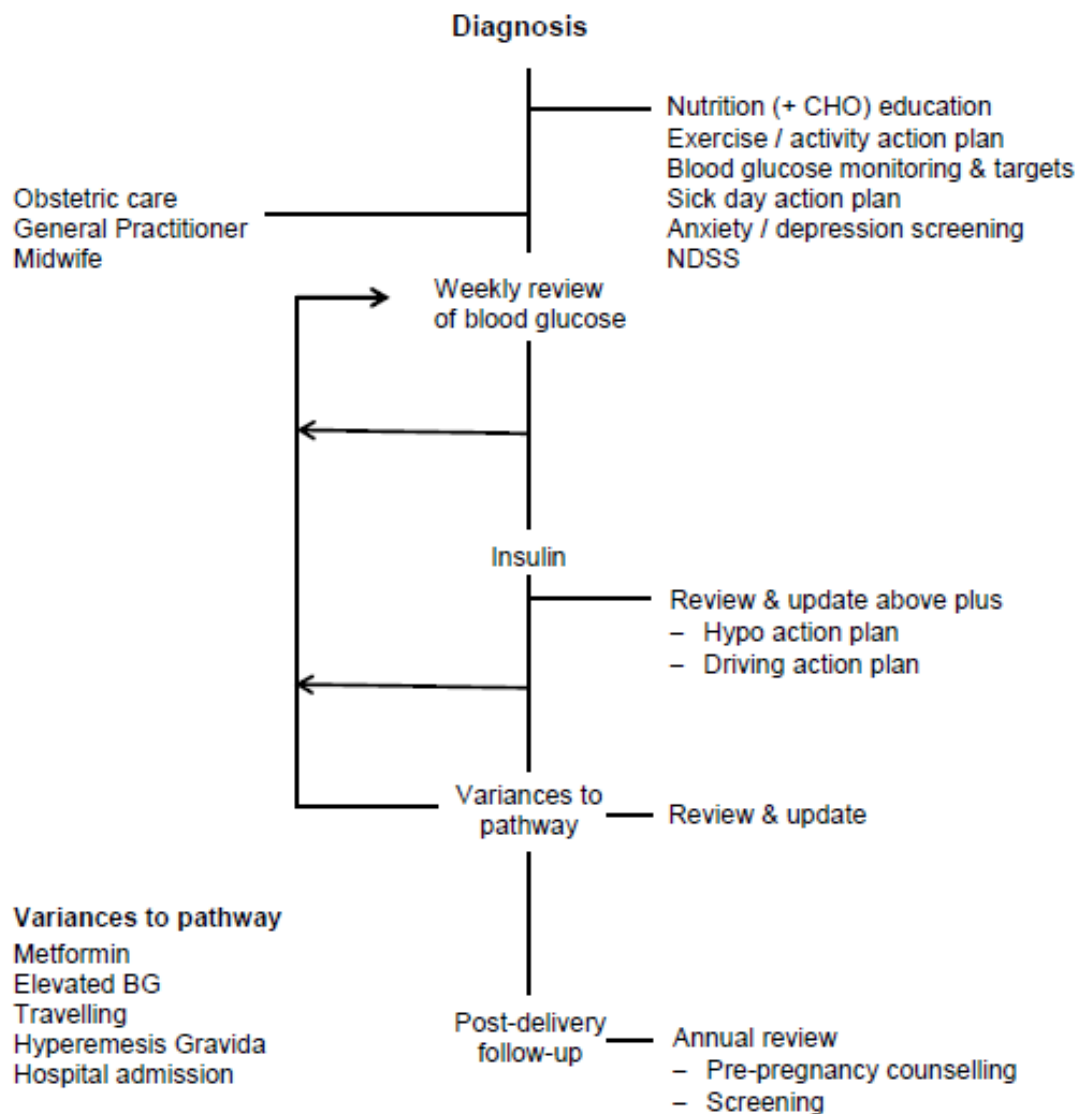 Diagnosis
Nutrition (+ CHO) education
Exercise / activity action plan
Blood glucose monitoring & targets
Sick day action plan
Anxiety / depression screening
NDSS
Obstetric care
General Practitioner
Midwife
Weekly review
of blood glucose
Insulin
Review & update above plus
– Hypo action plan
– Driving action plan
Variances to
pathway
Review & update
Variances to pathway
Metformin
Elevated BG
Travelling
Hyperemesis Gravida
Hospital admission
Post-delivery
follow-up
Annual review
– Pre-pregnancy counselling
– Screening